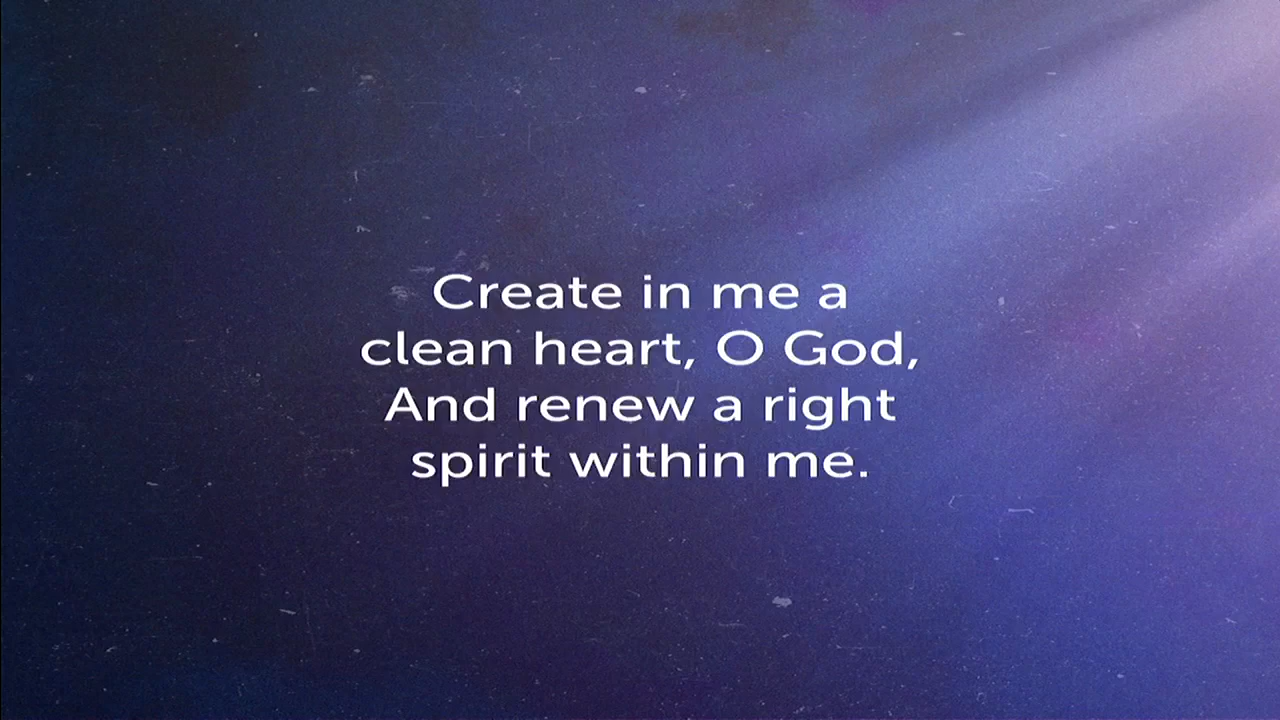 Create in me a
clean heart, O God,
And renew a right
spirit within me.